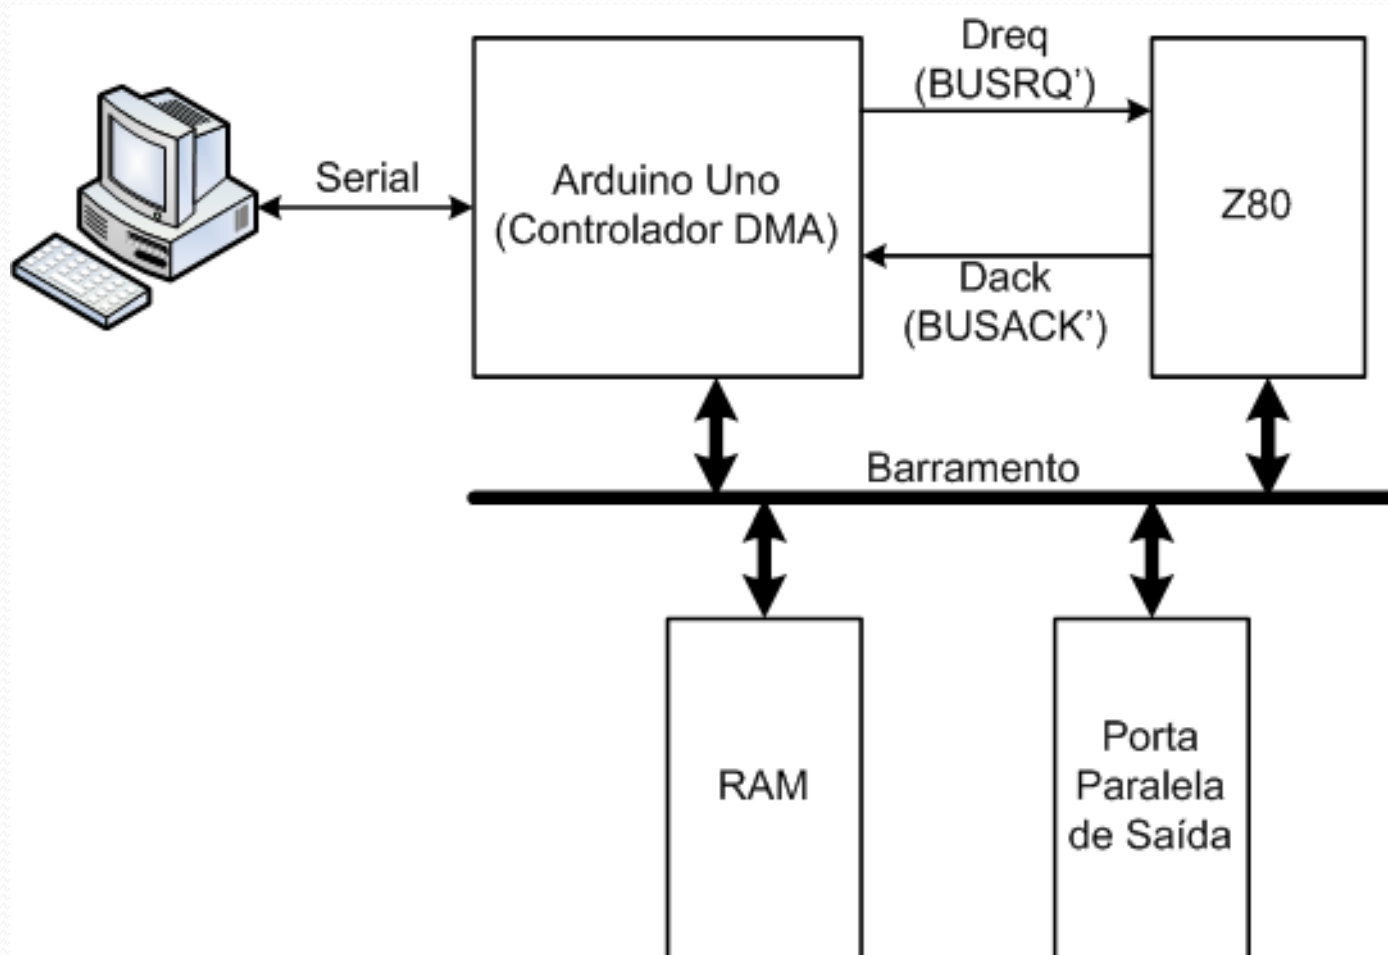 Dreq
(BUSRQ’)
Serial
Arduino Uno
(Controlador DMA)
Z80
Dack
(BUSACK’)
Barramento
RAM
Porta
Paralela
de Saída